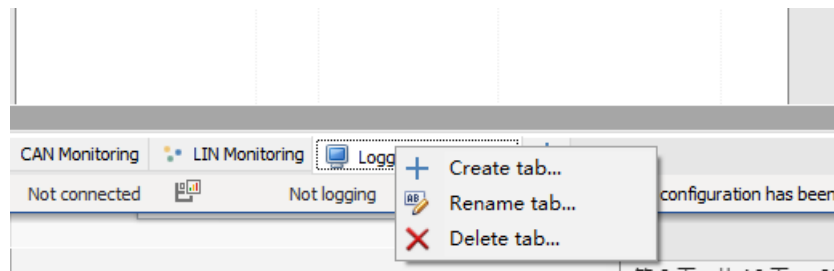 CAN Monitoring LIN Monitoring Logg
Create tab...
Not connected Not logging Rename tab... configuration has been
Delete tab...